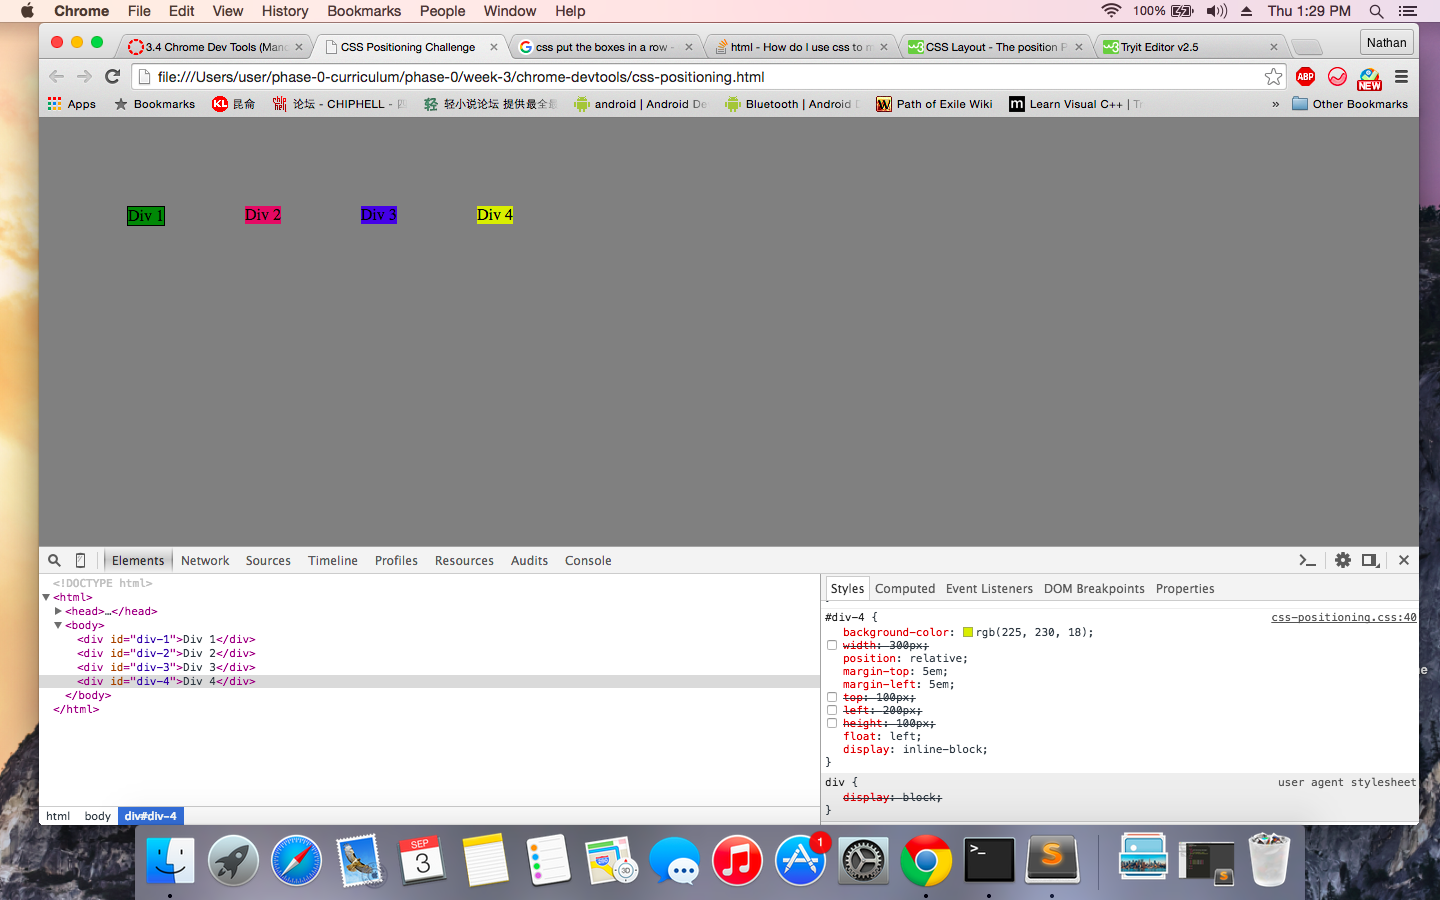 Chrome File Edit View History Bookmarks People Window Help 100% Thu 1:29 PM
3.4 Chrome Dev Tools (Mano CSS Positioning Challenge css put the boxes in a row - html - How do I use css to m CSS Layout - The position P Tryit Editor v2.5 Nathan
file:///Users/user/phase-0-curriculum/phase-0/week-3/chrome-devtools/css-positioning.html ABP NEW
Apps Bookmarks KL 昆仑 论坛 - CHIPHELL - 轻小说论坛 提供最全最 android | Android De Bluetooth | Android D Path of Exile Wiki m Learn Visual C++ | Tr » Other Bookmarks
Div 1 Div 2 Div 3 Div 4
Elements Network Sources Timeline Profiles Resources Audits Console
<!DOCTYPE html>
▼<html>
▶<head>…</head>
▼<body>
<div id="div-1">Div 1</div>
<div id="div-2">Div 2</div>
<div id="div-3">Div 3</div>
<div id="div-4">Div 4</div>
</body>
</html>
html body div#div-4
Styles Computed Event Listeners DOM Breakpoints Properties
}
#div-4 { css-positioning.css:40
background-color: rgb(225, 230, 18);
width: 300px;
position: relative;
margin-top: 5em;
margin-left: 5em;
top: 100px;
left: 200px;
height: 100px;
float: left;
display: inline-block;
}
div { user agent stylesheet
display: block;
}
SEP
3
3D
1
>_
S